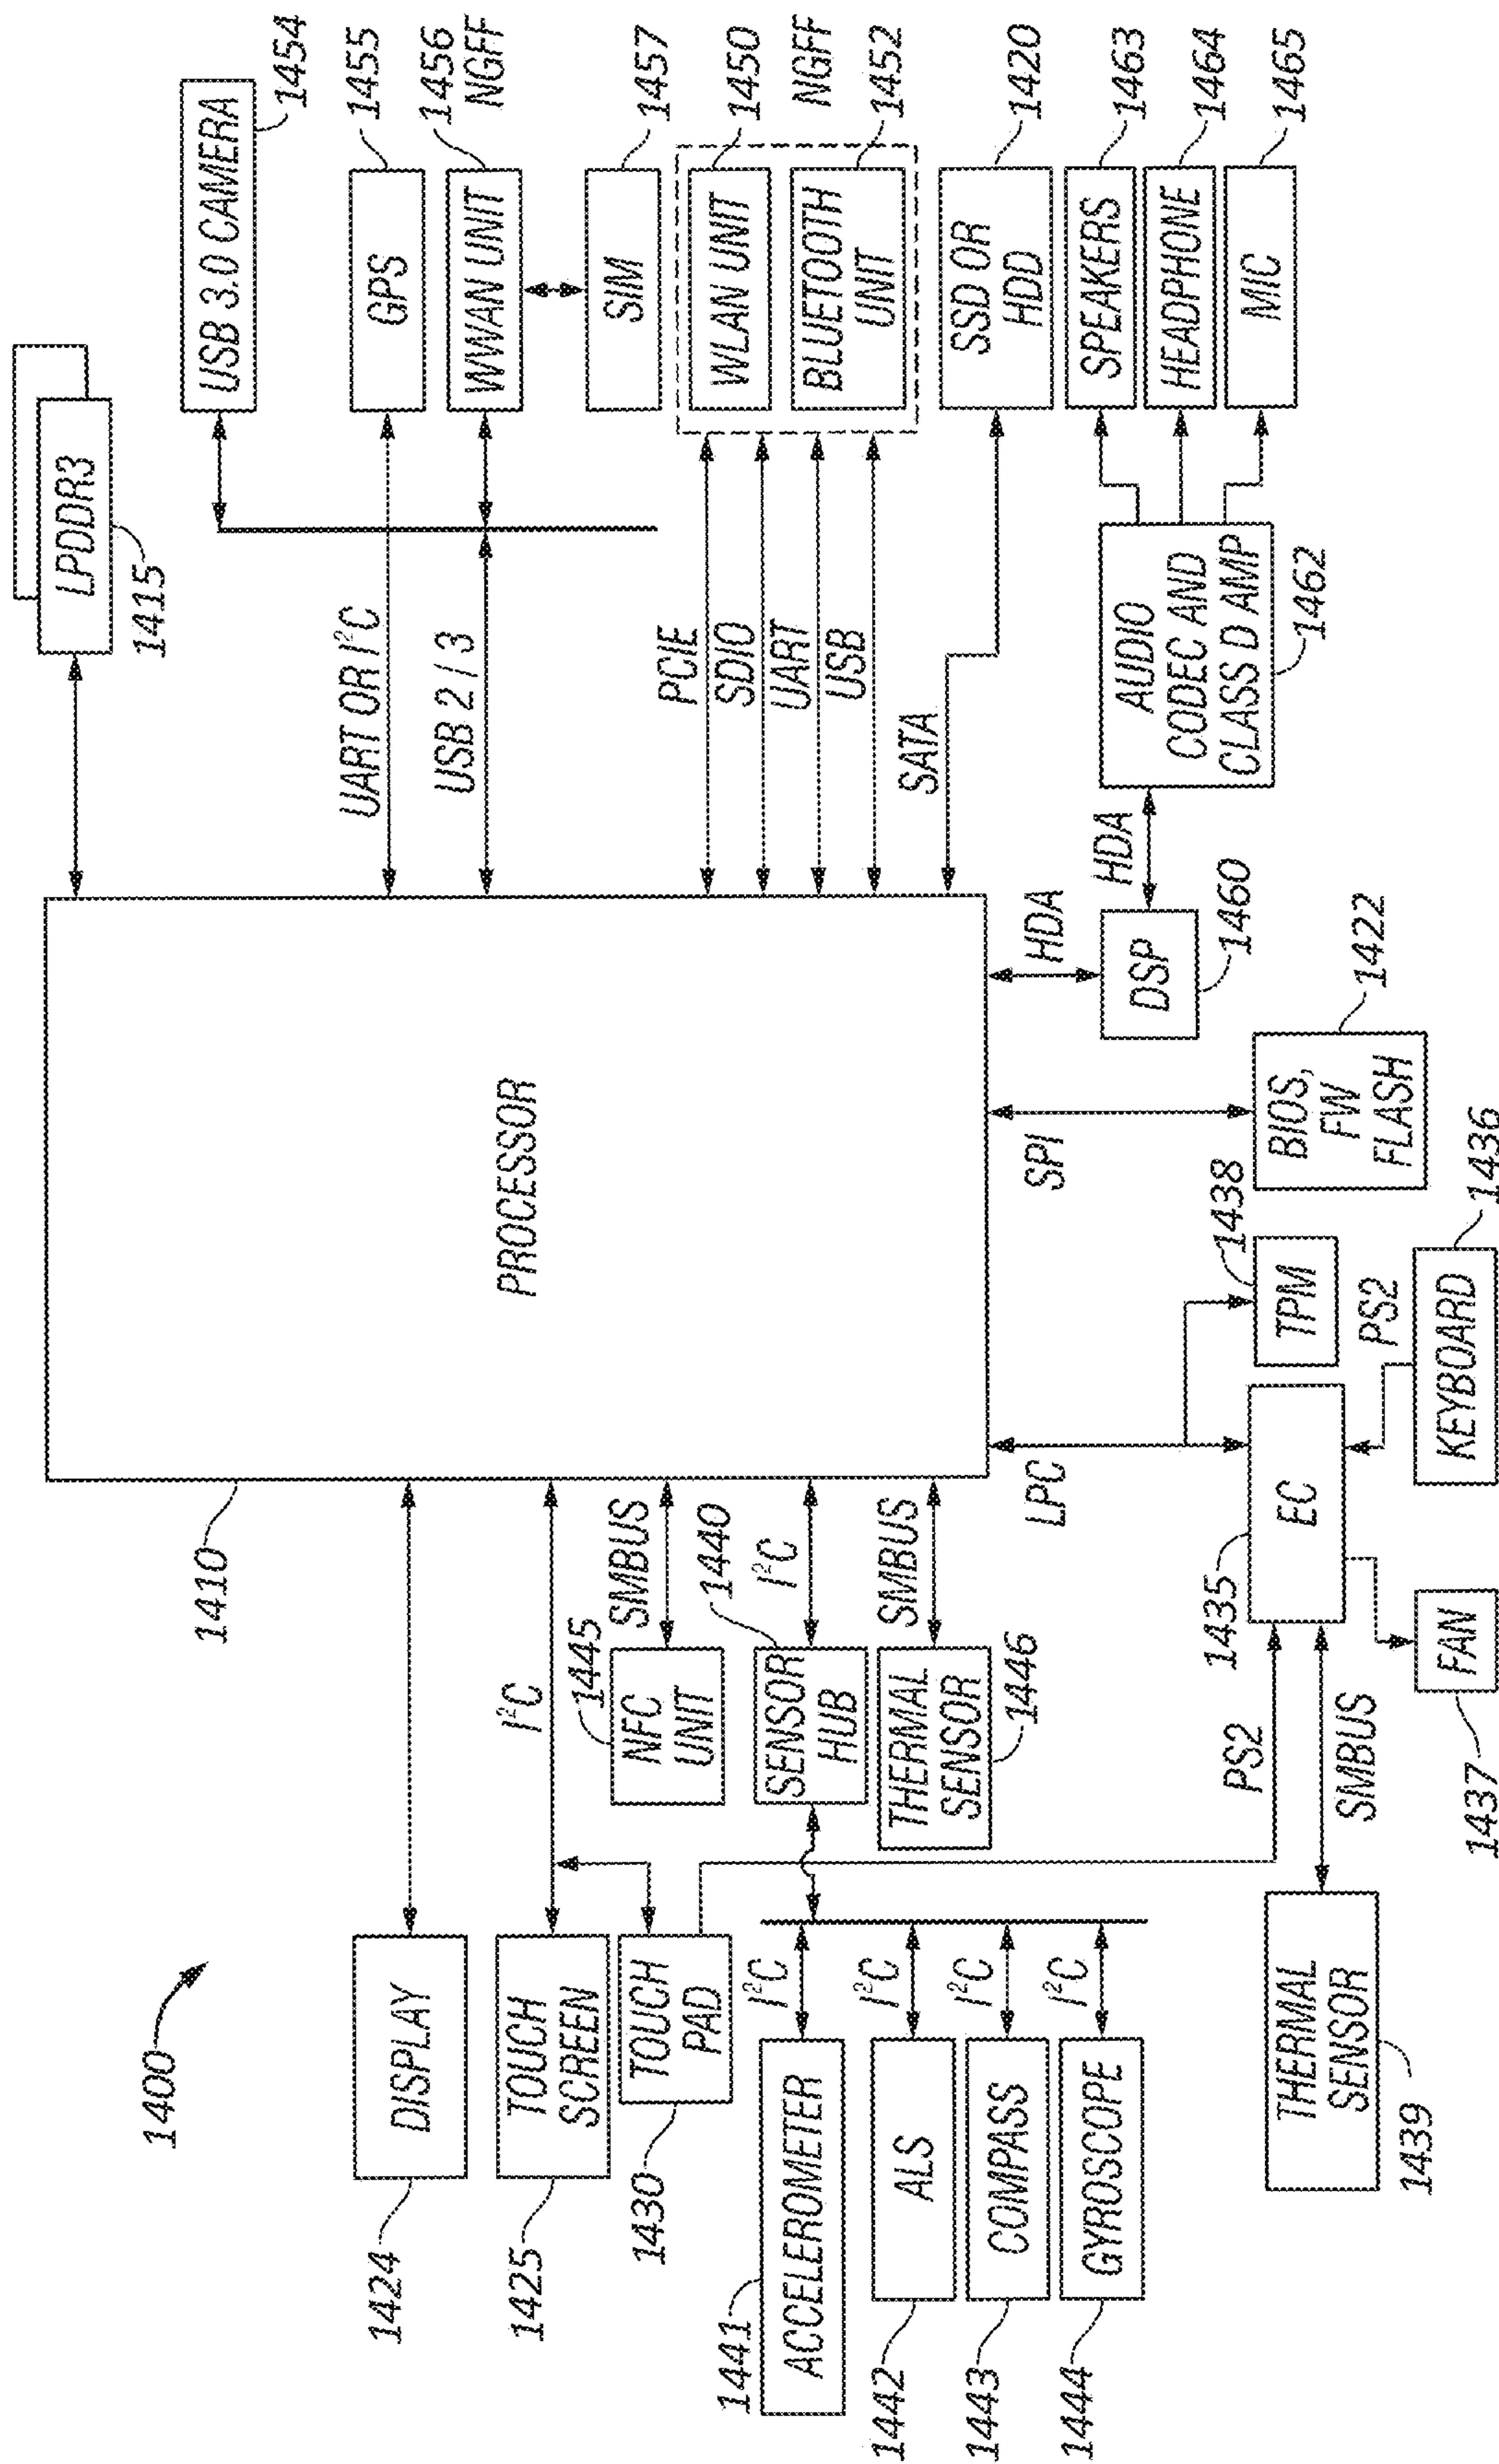 1400
1410
PROCESSOR
LPDDR3
1415
USB 3.0 CAMERA
1454
DISPLAY
1424
I²C
TOUCH
SCREEN
1425
TOUCH
PAD
1430
SMBUS
1445
NFC
UNIT
1440
I²C
SENSOR
HUB
SMBUS
THERMAL
SENSOR
1446
I²C
ACCELEROMETER
1441
I²C
ALS
1442
I²C
COMPASS
1443
I²C
GYROSCOPE
1444
UART OR I²C
GPS
1455
USB 2 / 3
WWAN UNIT
1456
NGFF
SIM
1457
PCIE
SDIO
UART
USB
WLAN UNIT
1450
NGFF
BLUETOOTH
UNIT
1452
SATA
SSD OR
HDD
1420
SPEAKERS
1463
HEADPHONE
1464
MIC
1465
AUDIO
CODEC AND
CLASS D AMP
1462
HDA
HDA
DSP
1460
SPI
BIOS,
FW
FLASH
1422
LPC
TPM
1438
EC
1435
PS2
KEYBOARD
1436
FAN
1437
PS2
SMBUS
THERMAL
SENSOR
1439